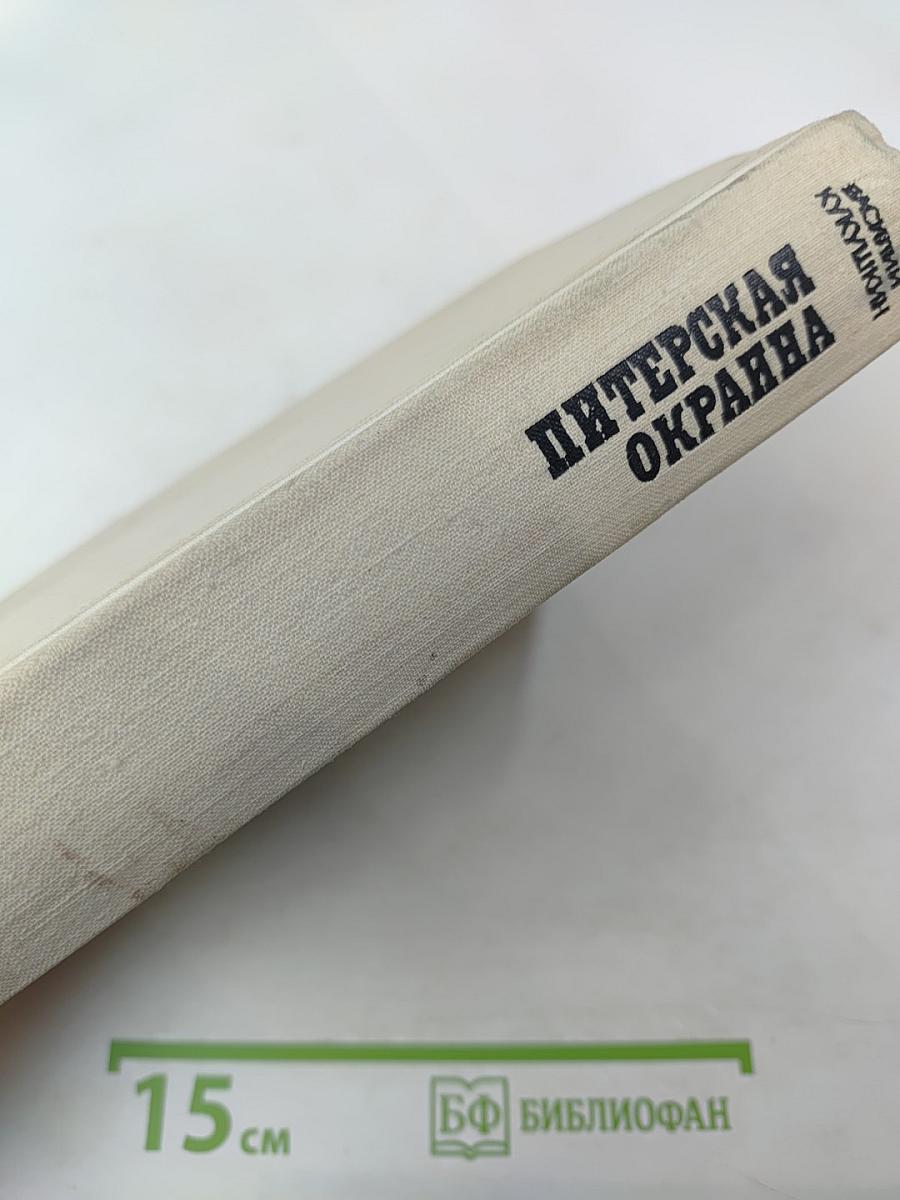 ВАСИЛИЙ
КУКУШКИН
ПИТЕРСКАЯ
ОКРАИНА
15 см
БФ БИБЛИОФАН